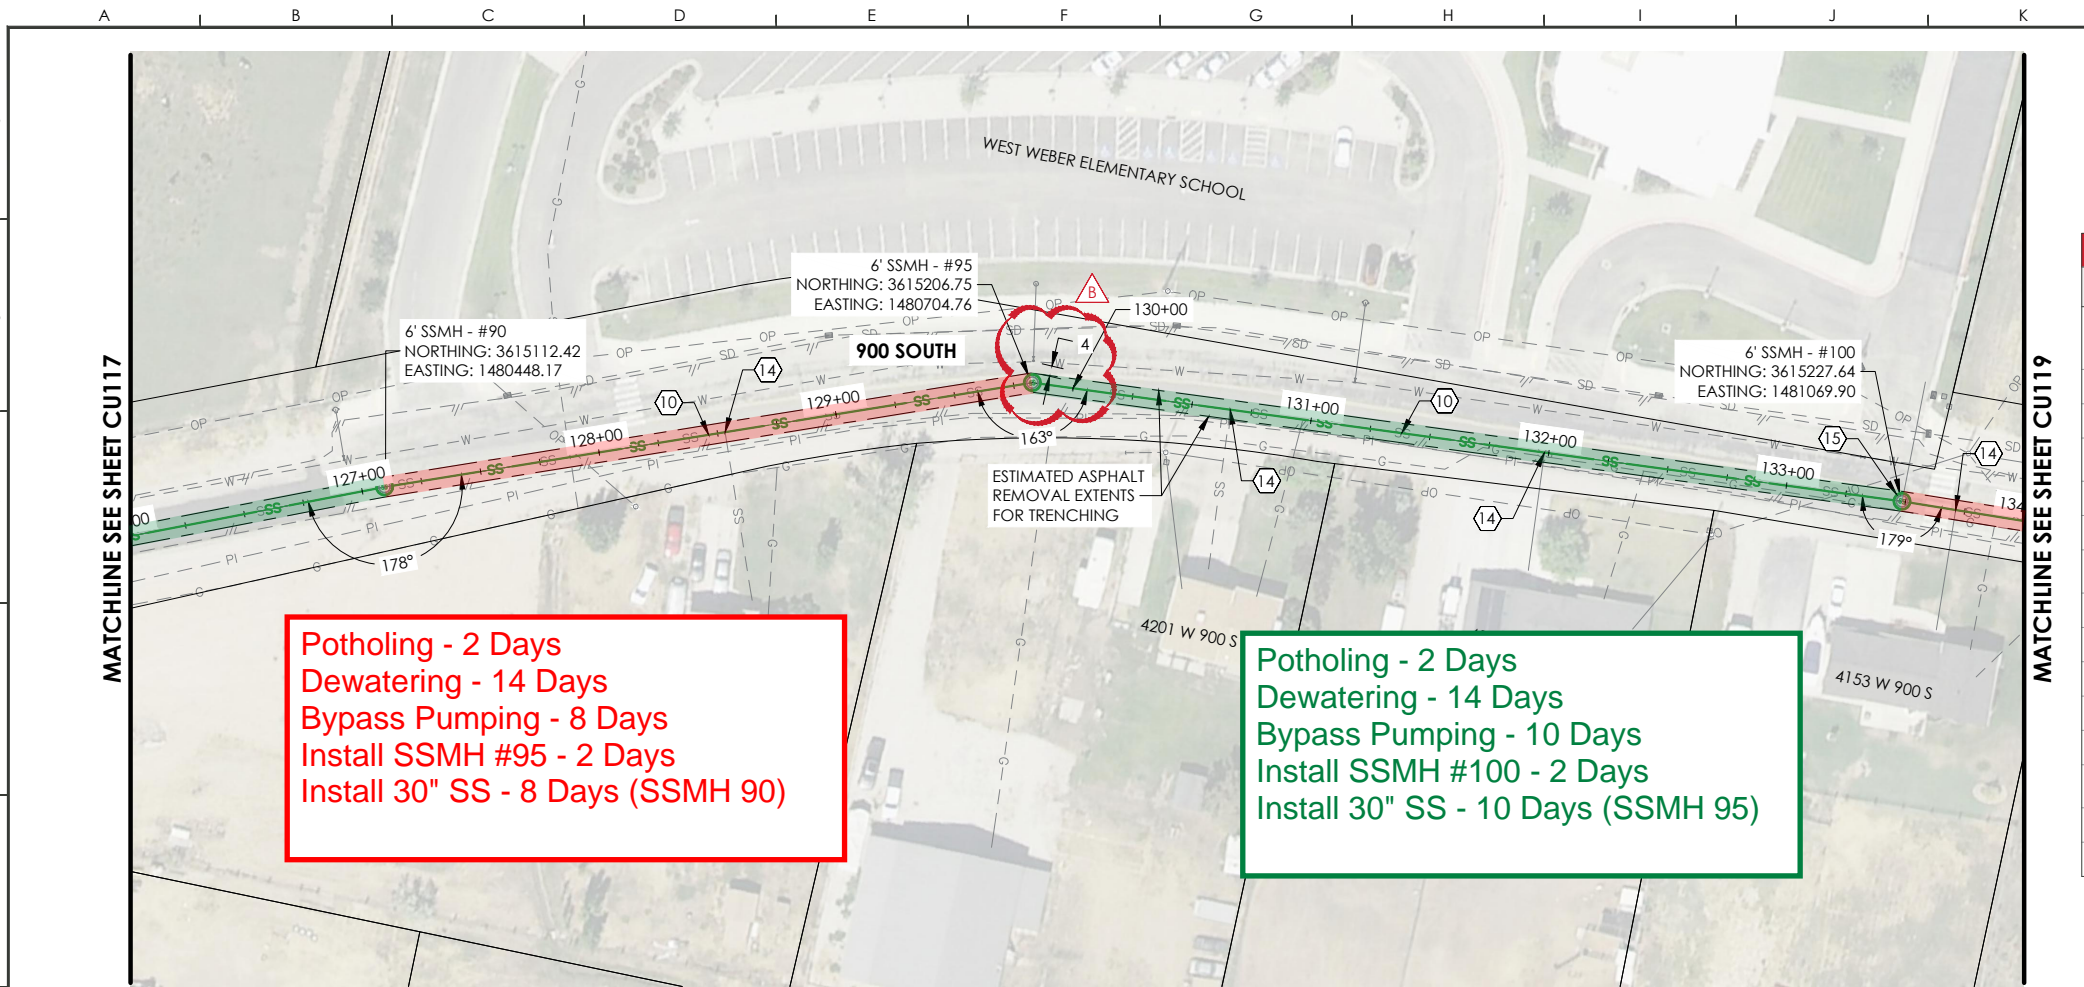 A B C D E F G H I J K
MATCHLINE SEE SHEET CU117
MATCHLINE SEE SHEET CU119
WEST WEBER ELEMENTARY SCHOOL
6' SSMH - #95
NORTHING: 3615206.75
EASTING: 1480704.76
B
130+00
4
6' SSMH - #90
NORTHING: 3615112.42
EASTING: 1480448.17
900 SOUTH
6' SSMH - #100
NORTHING: 3615227.64
EASTING: 1481069.90
14
10
129+00
128+00
127+00
00
131+00
10
132+00
15
133+00
14
134
163°
178°
179°
ESTIMATED ASPHALT
REMOVAL EXTENTS
FOR TRENCHING
14
14
4201 W 900 S
4153 W 900 S
Potholing - 2 Days
Dewatering - 14 Days
Bypass Pumping - 8 Days
Install SSMH #95 - 2 Days
Install 30" SS - 8 Days (SSMH 90)
Potholing - 2 Days
Dewatering - 14 Days
Bypass Pumping - 10 Days
Install SSMH #100 - 2 Days
Install 30" SS - 10 Days (SSMH 95)